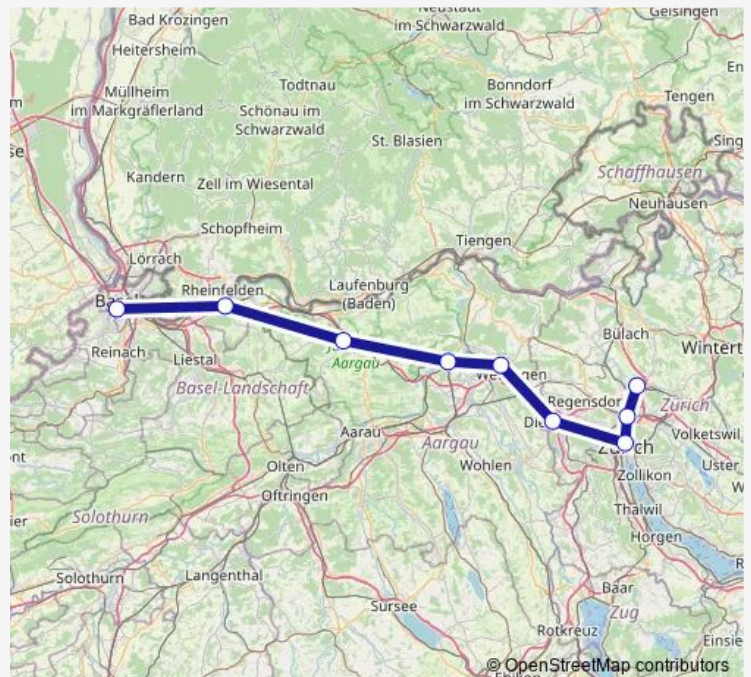 Bad Krozingen
im Schwarzwald
Geisingen
Heitersheim
Müllheim
im Markgräflerland
Todtnau
Bonndorf
im Schwarzwald
Tengen
Schönau im
Schwarzwald
St. Blasien
Kandern
Zell im Wiesental
Schaffhausen
Neuhausen
Schopfheim
Tiengen
Lörrach
Rheinfelden
Laufenburg
(Baden)
Bülach
Reinach
Liestal
Aargau
Basel-Landschaft
Regensdor
Zürich
Aarau
Aargau
Volketswil
Olten
Wohlen
Zollikon
Uster
Oftringen
Thalwil
Solothurn
Horgen
Solothurn
Langenthal
Baar
Sursee
Zug
Rotkreuz
© OpenStreetMap contributors